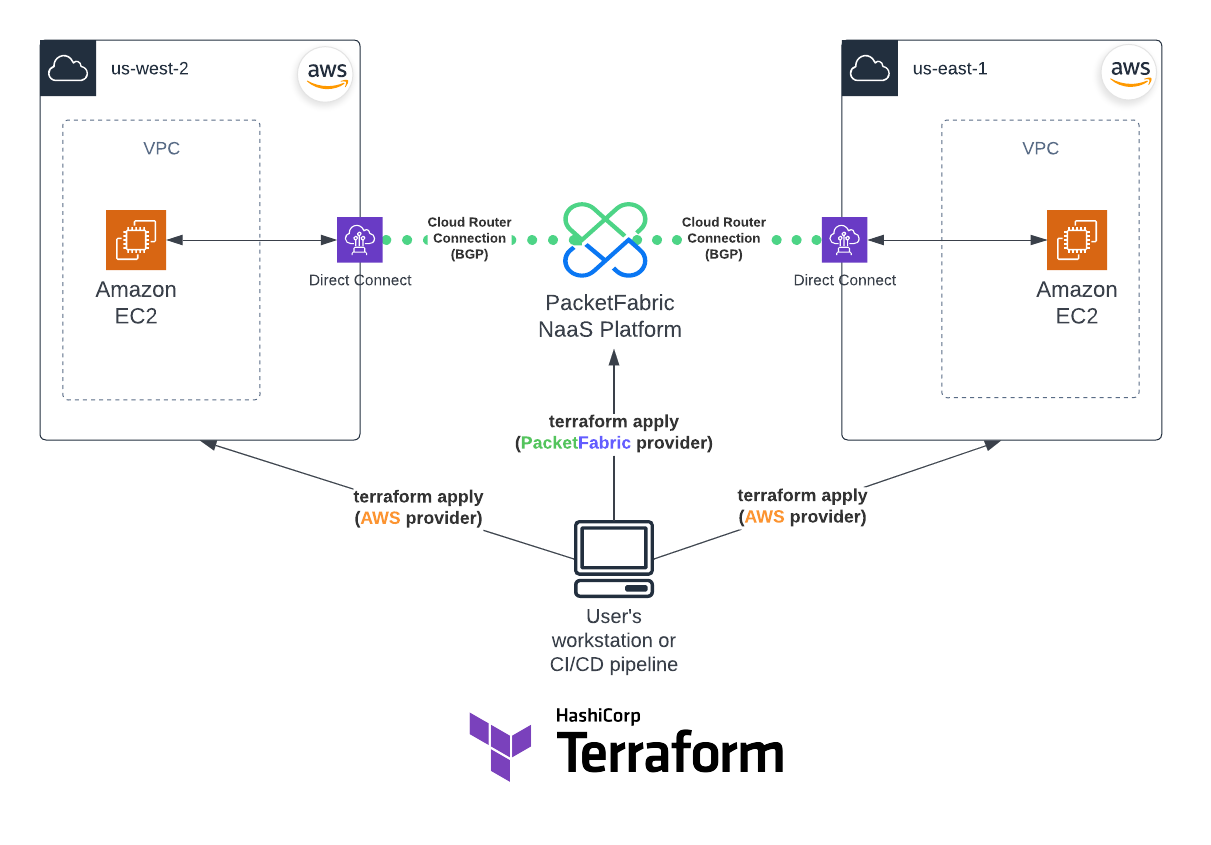 us-west-2
aws
VPC
Amazon
EC2
Direct Connect
Cloud Router
Connection
(BGP)
PacketFabric
NaaS Platform
Cloud Router
Connection
(BGP)
us-east-1
aws
VPC
Direct Connect
Amazon
EC2
terraform apply
(PacketFabric provider)
terraform apply
(AWS provider)
terraform apply
(AWS provider)
User's
workstation or
CI/CD pipeline
HashiCorp
Terraform